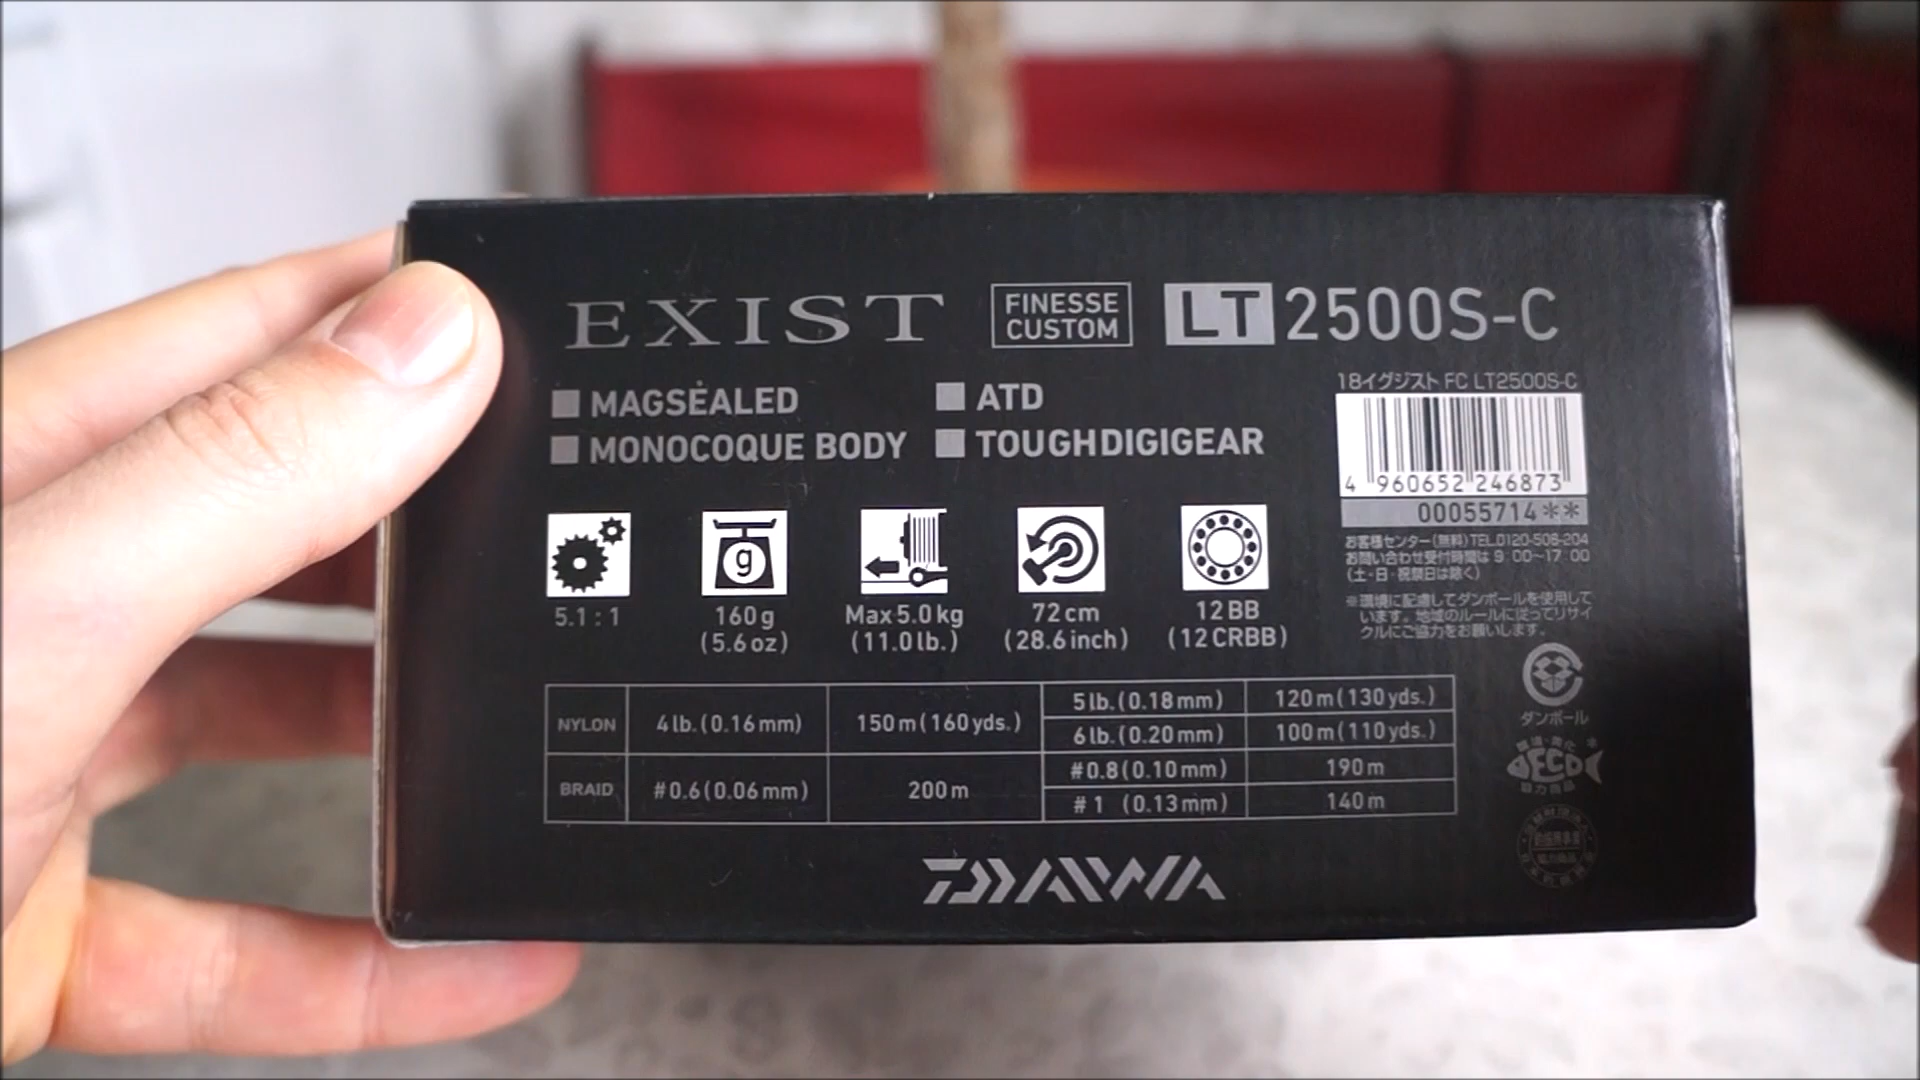 EXIST FINESSE CUSTOM LT 2500S-C
MAGSEALED ATD
MONOCOQUE BODY TOUGHDIGIGEAR
18イグジスト FC LT2500S-C
4 960652 246873
00055714**
お客様センター(無料)TEL.0120-506-204
お問い合わせ受付時間は 9:00〜17:00
(土・日・祝祭日は除く)
※環境に配慮してダンボールを使用して
います。地域のルールに従ってリサイ
クルにご協力をお願いします。
g
5.1:1 160g Max5.0kg 72cm 12BB
(5.6oz) (11.0lb.) (28.6inch) (12CRBB)
NYLON 4lb.(0.16mm) 150m(160yds.) 5lb.(0.18mm) 120m(130yds.)
6lb.(0.20mm) 100m(110yds.)
BRAID #0.6(0.06mm) 200m #0.8(0.10mm) 190m
#1 (0.13mm) 140m
ダンボール
ECO
協力商品
DAIWA